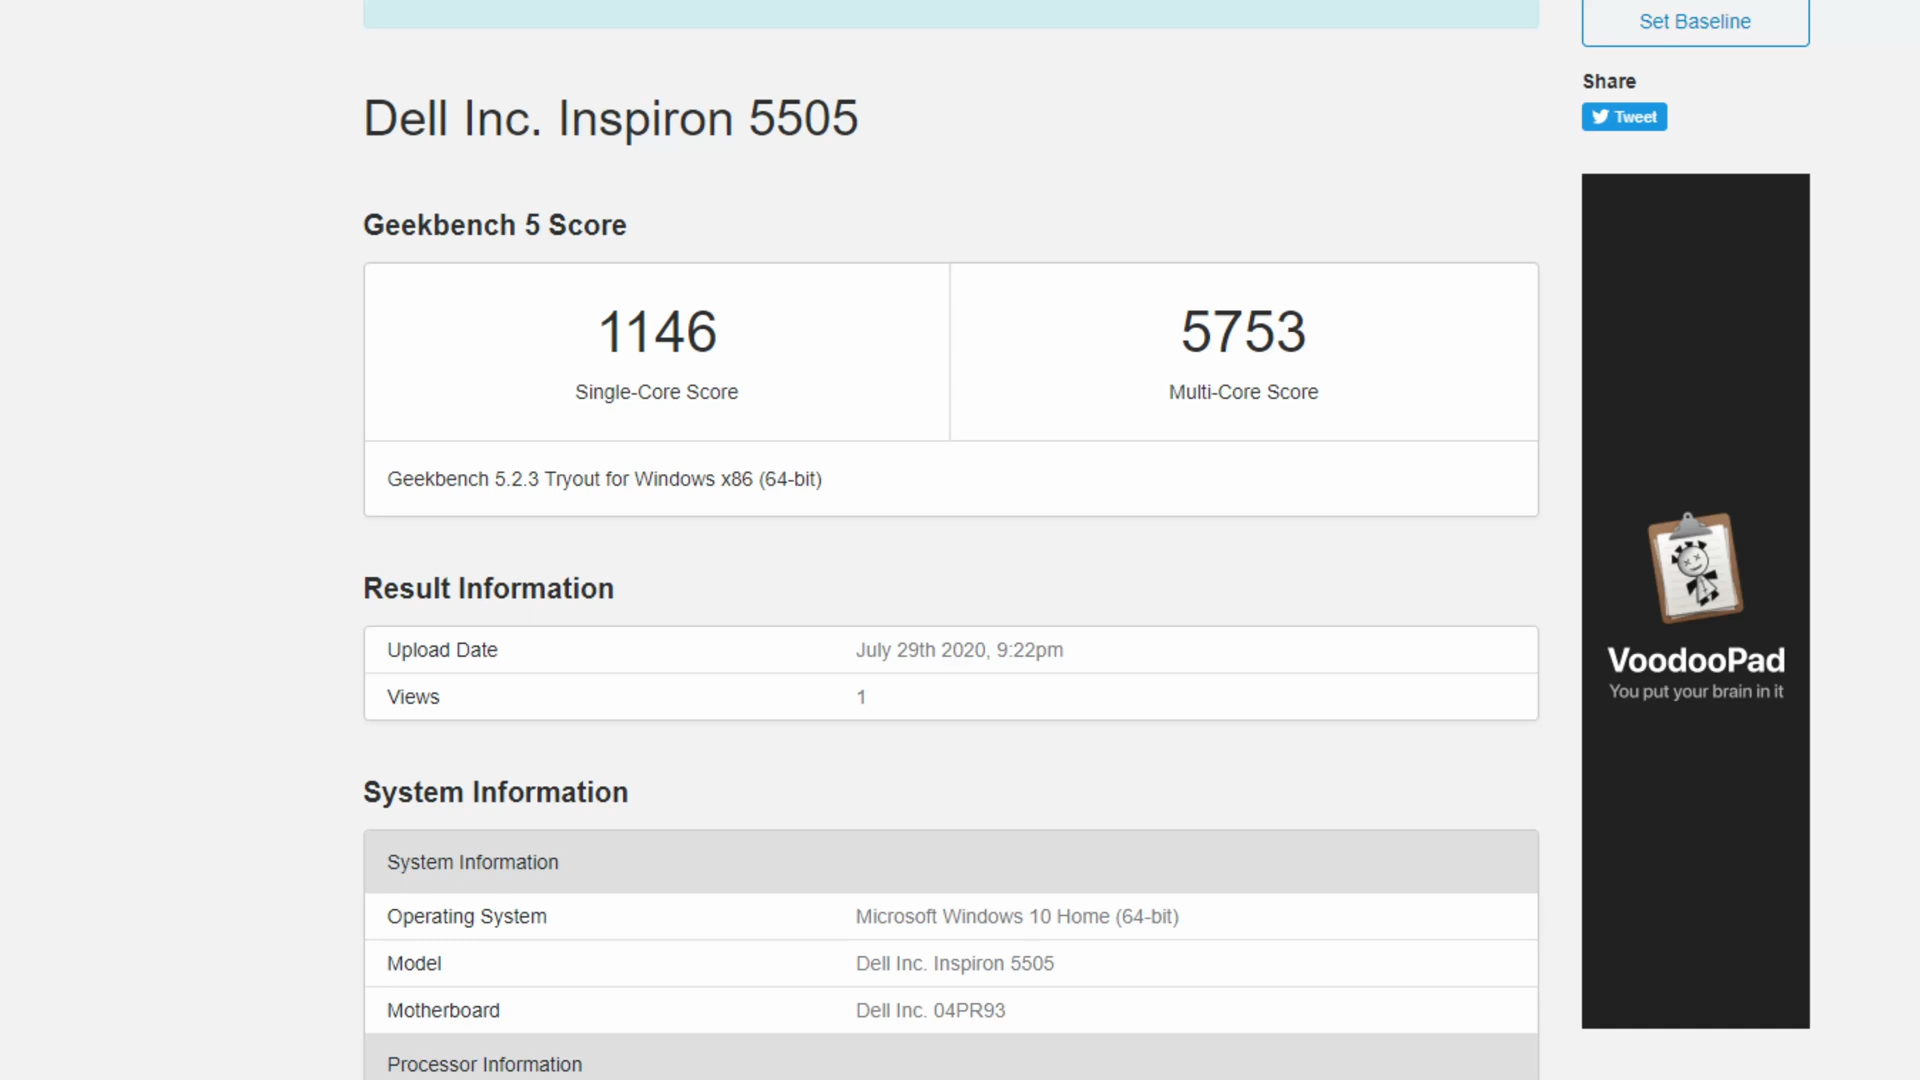 Set Baseline
Share
Tweet
Dell Inc. Inspiron 5505
Geekbench 5 Score
1146
Single-Core Score
5753
Multi-Core Score
Geekbench 5.2.3 Tryout for Windows x86 (64-bit)
Result Information
Upload Date July 29th 2020, 9:22pm
Views 1
System Information
System Information
Operating System Microsoft Windows 10 Home (64-bit)
Model Dell Inc. Inspiron 5505
Motherboard Dell Inc. 04PR93
Processor Information
VoodooPad
You put your brain in it